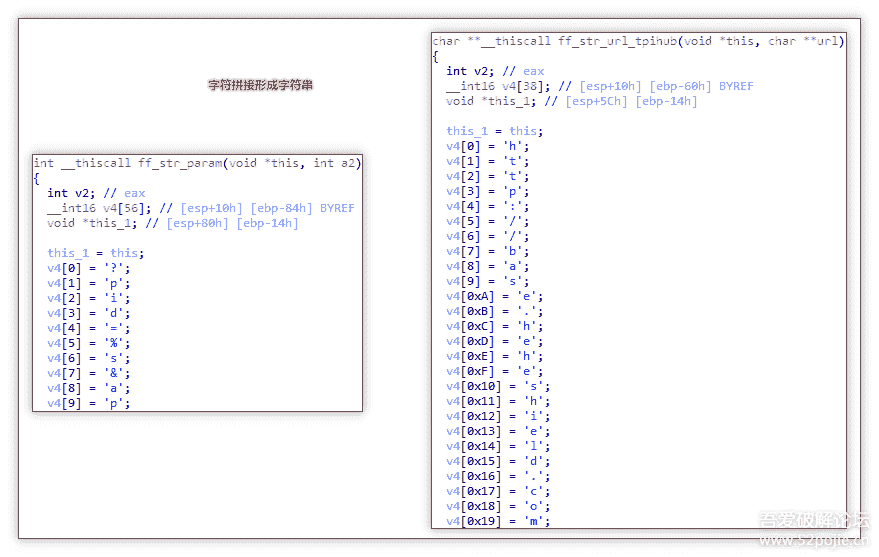 字符拼接形成字符串
int __thiscall ff_str_param(void *this, int a2)
{
int v2; // eax
__int16 v4[56]; // [esp+10h] [ebp-84h] BYREF
void *this_1; // [esp+80h] [ebp-14h]
this_1 = this;
v4[0] = '?';
v4[1] = 'p';
v4[2] = 'i';
v4[3] = 'd';
v4[4] = '=';
v4[5] = '%';
v4[6] = 's';
v4[7] = '&';
v4[8] = 'a';
v4[9] = 'p';
char **__thiscall ff_str_url_tpihub(void *this, char **url)
{
int v2; // eax
__int16 v4[38]; // [esp+10h] [ebp-60h] BYREF
void *this_1; // [esp+5Ch] [ebp-14h]
this_1 = this;
v4[0] = 'h';
v4[1] = 't';
v4[2] = 't';
v4[3] = 'p';
v4[4] = ':';
v4[5] = '/';
v4[6] = '/';
v4[7] = 'b';
v4[8] = 'a';
v4[9] = 's';
v4[0xA] = 'e';
v4[0xB] = '.';
v4[0xC] = 'h';
v4[0xD] = 'e';
v4[0xE] = 'h';
v4[0xF] = 'e';
v4[0x10] = 's';
v4[0x11] = 'h';
v4[0x12] = 'i';
v4[0x13] = 'e';
v4[0x14] = 'l';
v4[0x15] = 'd';
v4[0x16] = '.';
v4[0x17] = 'c';
v4[0x18] = 'o';
v4[0x19] = 'm';
吾爱破解论坛
www.52pojie.cn